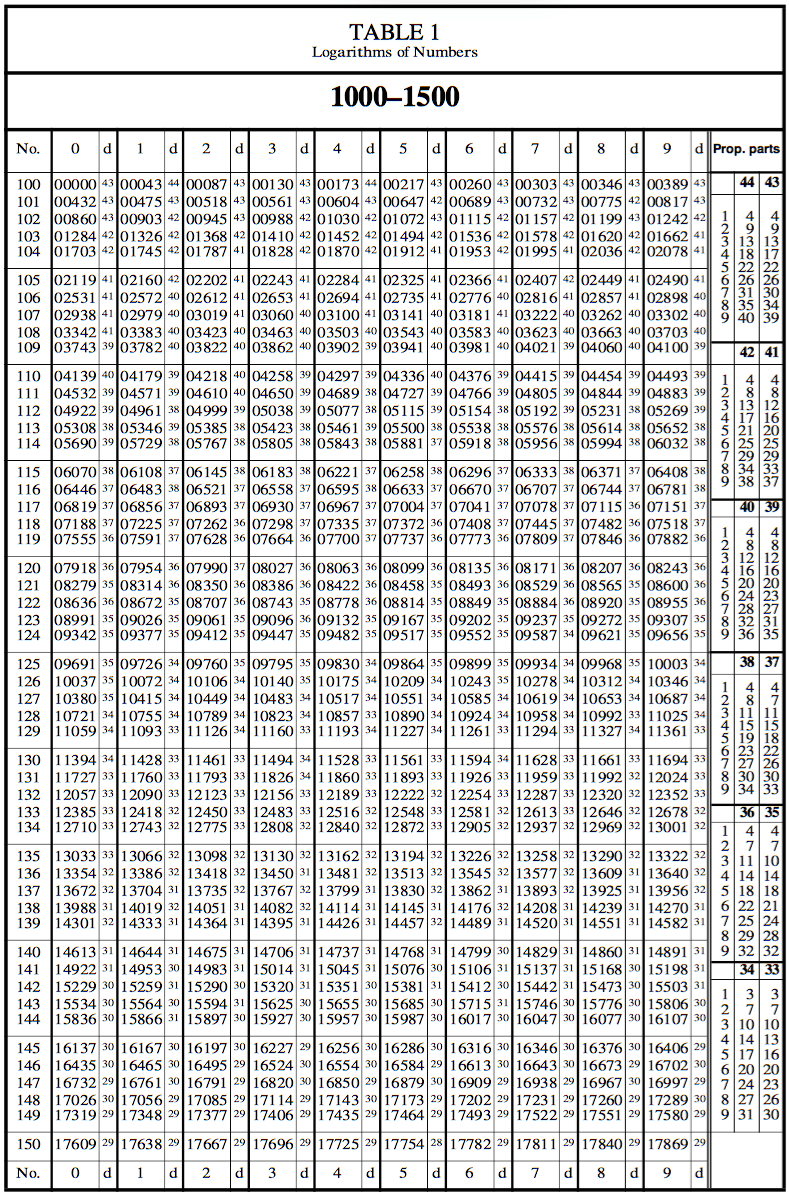 TABLE 1
Logarithms of Numbers
1000–1500
No. 0 d 1 d 2 d 3 d 4 d 5 d 6 d 7 d 8 d 9 d
100 00000 43 00043 44 00087 43 00130 43 00173 44 00217 43 00260 43 00303 43 00346 43 00389 43
101 00432 43 00475 43 00518 43 00561 43 00604 43 00647 42 00689 43 00732 43 00775 42 00817 43
102 00860 43 00903 42 00945 43 00988 42 01030 42 01072 43 01115 42 01157 42 01199 43 01242 42
103 01284 42 01326 42 01368 42 01410 42 01452 42 01494 42 01536 42 01578 42 01620 42 01662 41
104 01703 42 01745 42 01787 41 01828 42 01870 42 01912 41 01953 42 01995 41 02036 42 02078 41
105 02119 41 02160 42 02202 41 02243 41 02284 41 02325 41 02366 41 02407 42 02449 41 02490 41
106 02531 41 02572 40 02612 41 02653 41 02694 41 02735 41 02776 40 02816 41 02857 41 02898 40
107 02938 41 02979 40 03019 41 03060 40 03100 41 03141 40 03181 41 03222 40 03262 40 03302 40
108 03342 41 03383 40 03423 40 03463 40 03503 40 03543 40 03583 40 03623 40 03663 40 03703 40
109 03743 39 03782 40 03822 40 03862 40 03902 39 03941 40 03981 40 04021 39 04060 40 04100 39
110 04139 40 04179 39 04218 40 04258 39 04297 39 04336 40 04376 39 04415 39 04454 39 04493 39
111 04532 39 04571 39 04610 40 04650 39 04689 38 04727 39 04766 39 04805 39 04844 39 04883 39
112 04922 39 04961 38 04999 39 05038 39 05077 38 05115 39 05154 38 05192 39 05231 38 05269 39
113 05308 38 05346 39 05385 38 05423 38 05461 39 05500 38 05538 38 05576 38 05614 38 05652 38
114 05690 39 05729 38 05767 38 05805 38 05843 38 05881 37 05918 38 05956 38 05994 38 06032 38
115 06070 38 06108 37 06145 38 06183 38 06221 37 06258 38 06296 37 06333 38 06371 37 06408 38
116 06446 37 06483 38 06521 37 06558 37 06595 38 06633 37 06670 37 06707 37 06744 37 06781 38
117 06819 37 06856 37 06893 37 06930 37 06967 37 07004 37 07041 37 07078 37 07115 36 07151 37
118 07188 37 07225 37 07262 36 07298 37 07335 37 07372 36 07408 37 07445 37 07482 36 07518 37
119 07555 36 07591 37 07628 36 07664 36 07700 37 07737 36 07773 36 07809 37 07846 36 07882 36
120 07918 36 07954 36 07990 37 08027 36 08063 36 08099 36 08135 36 08171 36 08207 36 08243 36
121 08279 35 08314 36 08350 36 08386 36 08422 36 08458 35 08493 36 08529 36 08565 35 08600 36
122 08636 36 08672 35 08707 36 08743 35 08778 36 08814 35 08849 35 08884 36 08920 35 08955 36
123 08991 35 09026 35 09061 35 09096 36 09132 35 09167 35 09202 35 09237 35 09272 35 09307 35
124 09342 35 09377 35 09412 35 09447 35 09482 35 09517 35 09552 35 09587 34 09621 35 09656 35
125 09691 35 09726 34 09760 35 09795 35 09830 34 09864 35 09899 35 09934 34 09968 35 10003 34
126 10037 35 10072 34 10106 34 10140 35 10175 34 10209 34 10243 35 10278 34 10312 34 10346 34
127 10380 35 10415 34 10449 34 10483 34 10517 34 10551 34 10585 34 10619 34 10653 34 10687 34
128 10721 34 10755 34 10789 34 10823 34 10857 33 10890 34 10924 34 10958 34 10992 33 11025 34
129 11059 34 11093 33 11126 34 11160 33 11193 34 11227 34 11261 33 11294 33 11327 34 11361 33
130 11394 34 11428 33 11461 33 11494 34 11528 33 11561 33 11594 34 11628 33 11661 33 11694 33
131 11727 33 11760 33 11793 33 11826 34 11860 33 11893 33 11926 33 11959 33 11992 32 12024 33
132 12057 33 12090 33 12123 33 12156 33 12189 33 12222 32 12254 33 12287 33 12320 32 12352 33
133 12385 33 12418 32 12450 33 12483 33 12516 32 12548 33 12581 32 12613 33 12646 32 12678 32
134 12710 33 12743 32 12775 33 12808 32 12840 32 12872 33 12905 32 12937 32 12969 32 13001 32
135 13033 33 13066 32 13098 32 13130 32 13162 32 13194 32 13226 32 13258 32 13290 32 13322 32
136 13354 32 13386 32 13418 32 13450 31 13481 32 13513 32 13545 32 13577 32 13609 31 13640 32
137 13672 32 13704 31 13735 32 13767 32 13799 31 13830 32 13862 31 13893 32 13925 31 13956 32
138 13988 31 14019 32 14051 31 14082 32 14114 31 14145 31 14176 32 14208 31 14239 31 14270 31
139 14301 32 14333 31 14364 31 14395 31 14426 31 14457 32 14489 31 14520 31 14551 31 14582 31
140 14613 31 14644 31 14675 31 14706 31 14737 31 14768 31 14799 30 14829 31 14860 31 14891 31
141 14922 31 14953 30 14983 31 15014 31 15045 31 15076 30 15106 31 15137 31 15168 30 15198 31
142 15229 30 15259 31 15290 30 15320 31 15351 30 15381 31 15412 30 15442 31 15473 30 15503 31
143 15534 30 15564 30 15594 31 15625 30 15655 30 15685 30 15715 31 15746 30 15776 30 15806 30
144 15836 30 15866 31 15897 30 15927 30 15957 30 15987 30 16017 30 16047 30 16077 30 16107 30
145 16137 30 16167 30 16197 30 16227 29 16256 30 16286 30 16316 30 16346 30 16376 30 16406 29
146 16435 30 16465 30 16495 29 16524 30 16554 30 16584 29 16613 30 16643 30 16673 29 16702 30
147 16732 29 16761 30 16791 29 16820 30 16850 29 16879 30 16909 29 16938 29 16967 30 16997 29
148 17026 30 17056 29 17085 29 17114 29 17143 30 17173 29 17202 29 17231 29 17260 29 17289 30
149 17319 29 17348 29 17377 29 17406 29 17435 29 17464 29 17493 29 17522 29 17551 29 17580 29
150 17609 29 17638 29 17667 29 17696 29 17725 29 17754 28 17782 29 17811 29 17840 29 17869 29
No. 0 d 1 d 2 d 3 d 4 d 5 d 6 d 7 d 8 d 9 d
Prop. parts
44 43
1 4 4
2 9 9
3 13 13
4 18 17
5 22 22
6 26 26
7 31 30
8 35 34
9 40 39
42 41
1 4 4
2 8 8
3 13 12
4 17 16
5 21 20
6 25 25
7 29 29
8 34 33
9 38 37
40 39
1 4 4
2 8 8
3 12 12
4 16 16
5 20 20
6 24 23
7 28 27
8 32 31
9 36 35
38 37
1 4 4
2 8 7
3 11 11
4 15 15
5 19 18
6 23 22
7 27 26
8 30 30
9 34 33
36 35
1 4 4
2 7 7
3 11 10
4 14 14
5 18 18
6 22 21
7 25 24
8 29 28
9 32 32
34 33
1 3 3
2 7 7
3 10 10
4 14 13
5 17 16
6 20 20
7 24 23
8 27 26
9 31 30